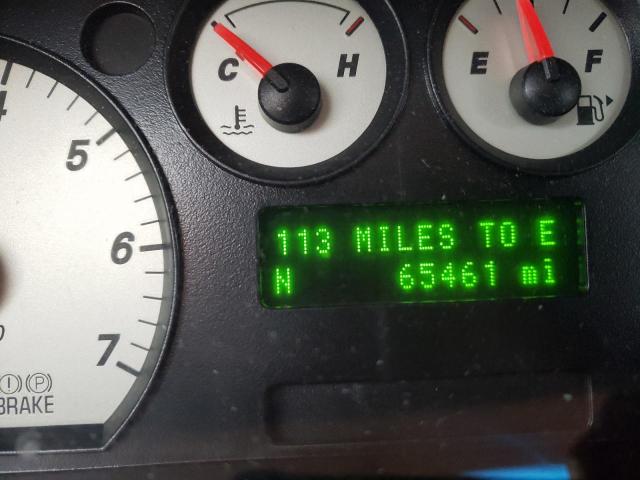 C H
E F
4
5
6
7
113 MILES TO E
N 65461 mi
BRAKE